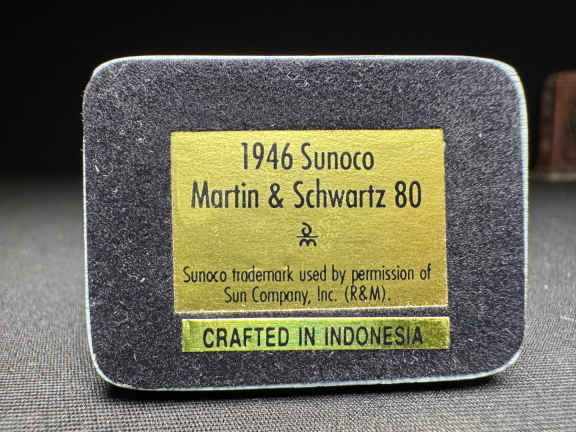 1946 Sunoco
Martin & Schwartz 80
Sunoco trademark used by permission of
Sun Company, Inc. (R&M).
CRAFTED IN INDONESIA